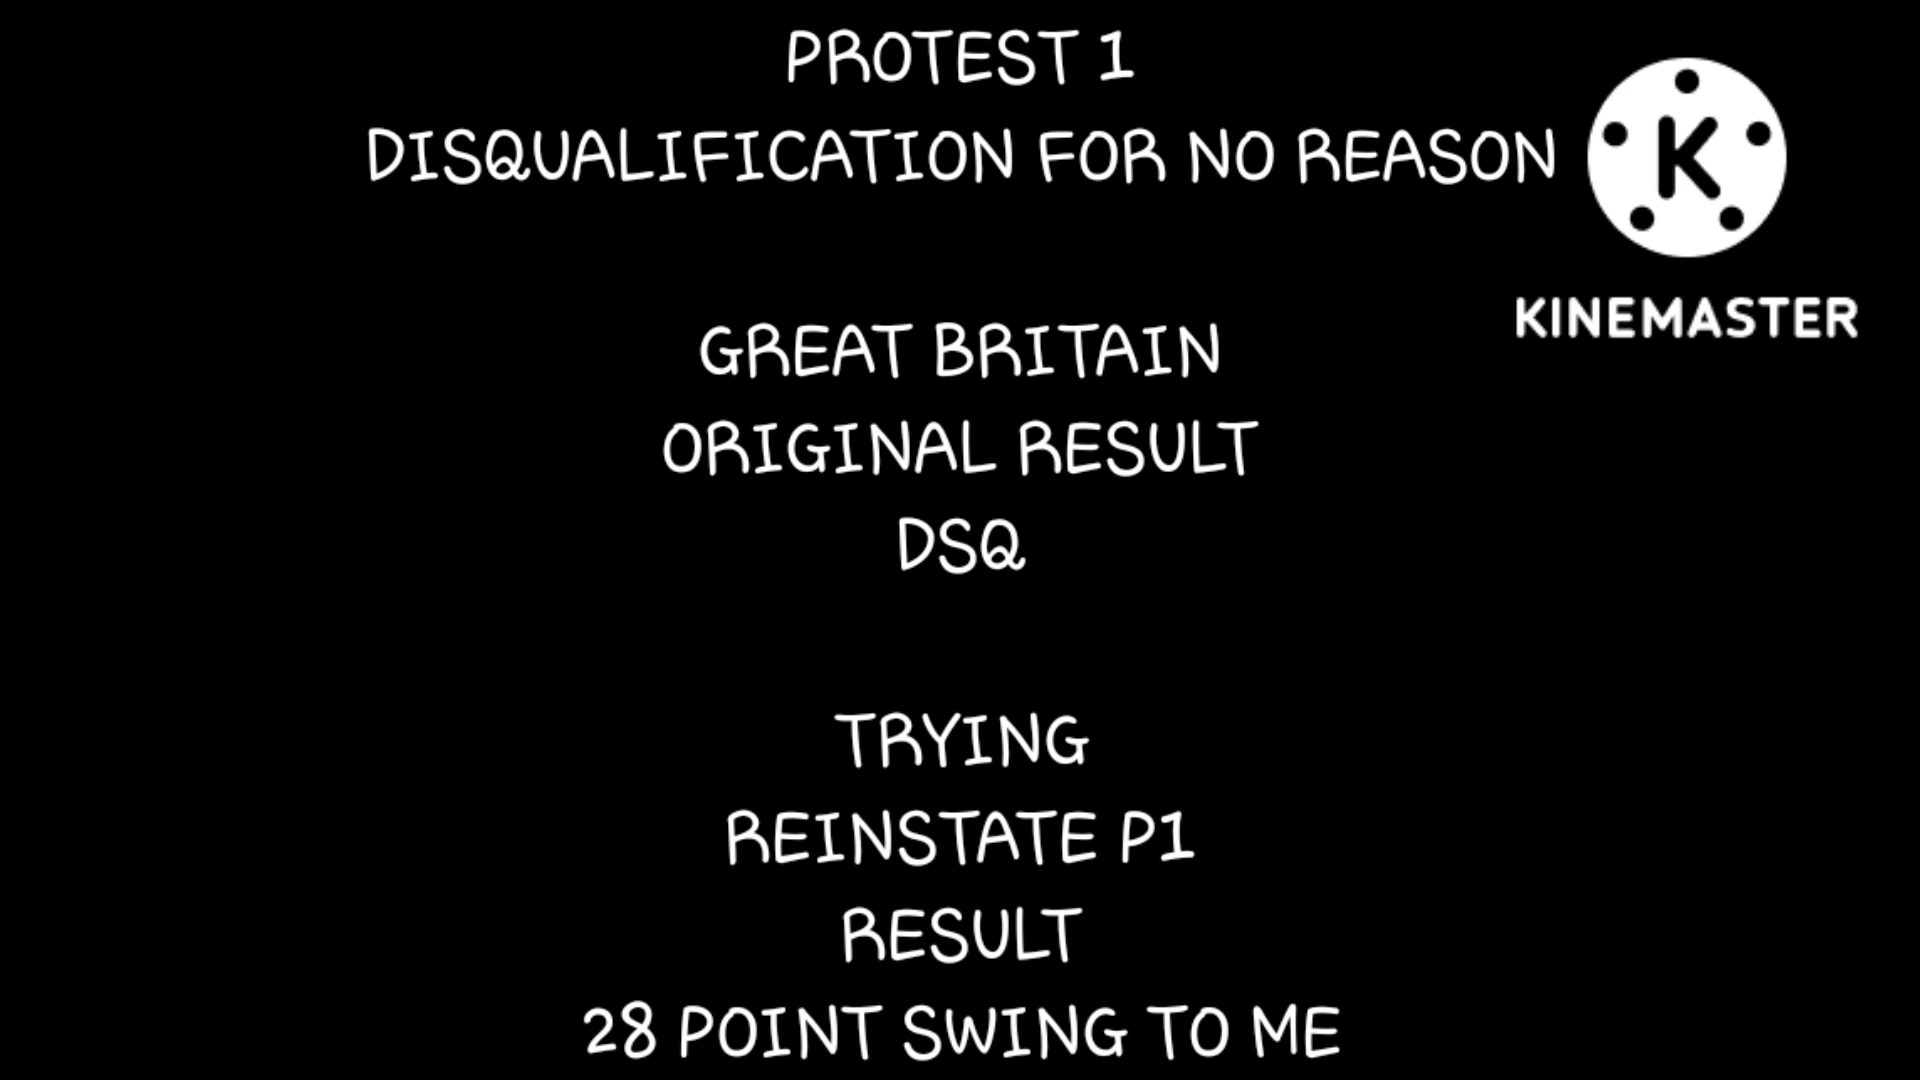 PROTEST 1
DISQUALIFICATION FOR NO REASON
K
KINEMASTER
GREAT BRITAIN
ORIGINAL RESULT
DSQ
TRYING
REINSTATE P1
RESULT
28 POINT SWING TO ME